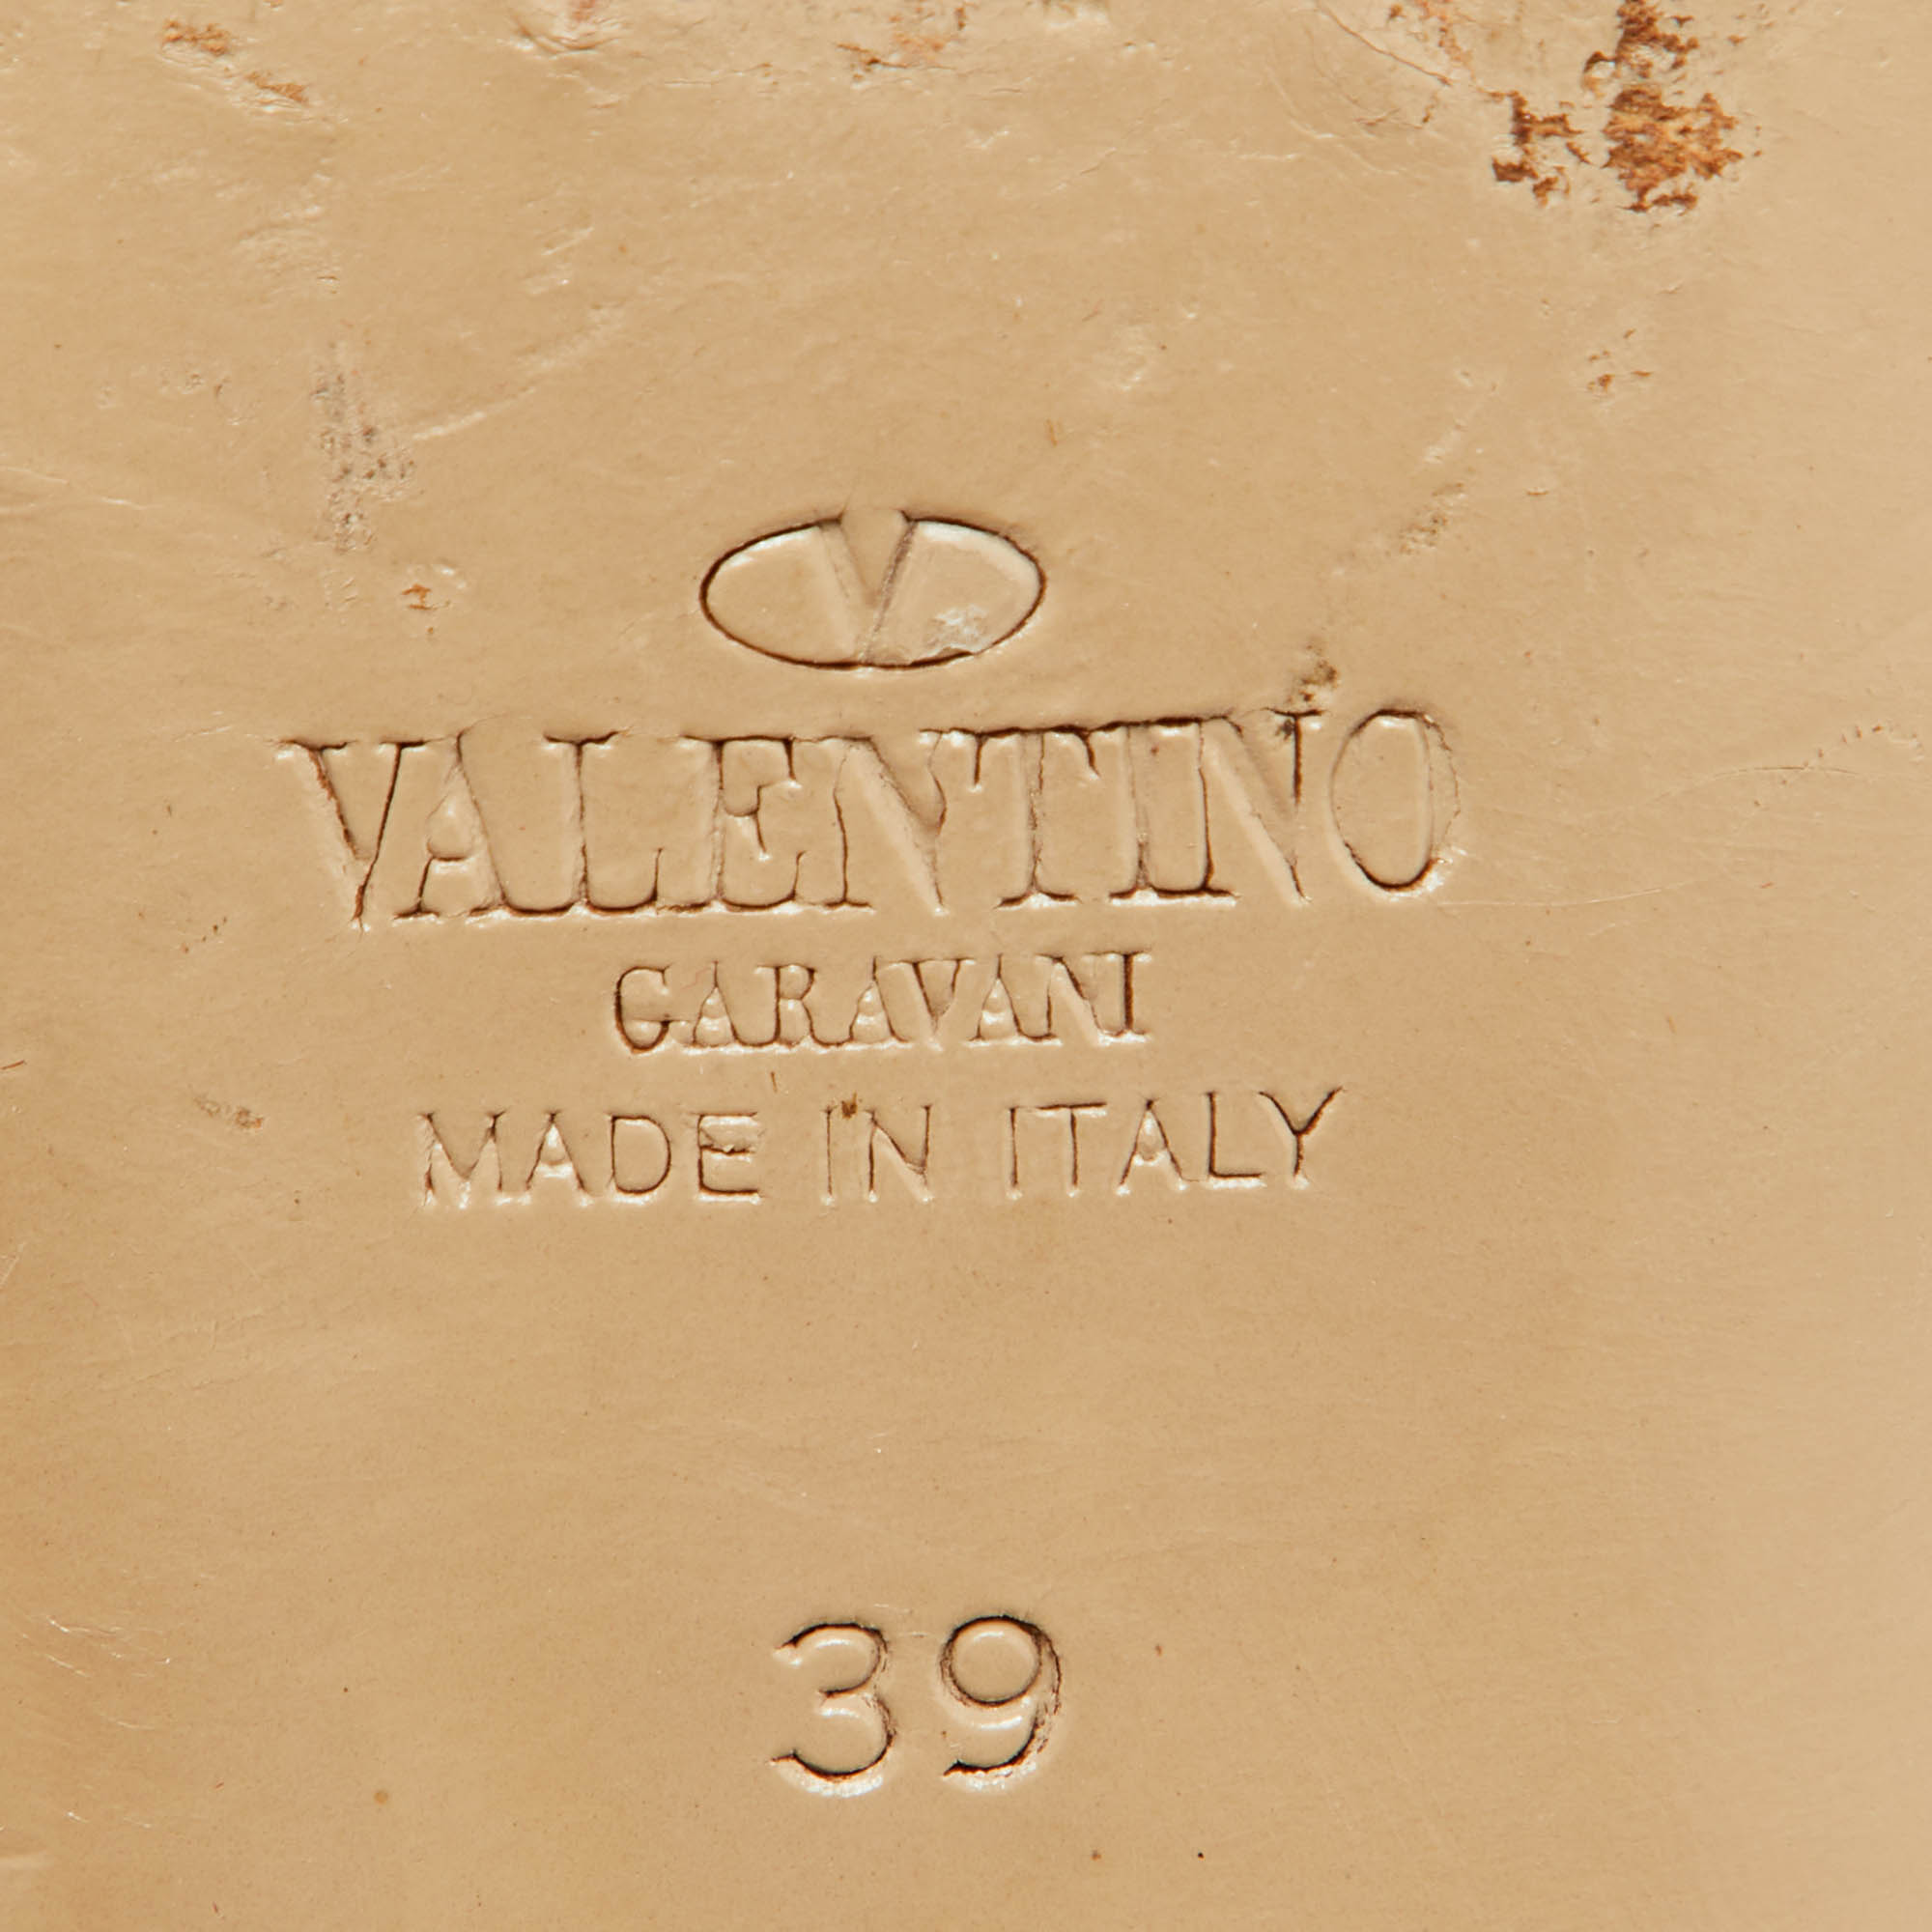 V
VALENTINO
GARAVANI
MADE IN ITALY
39